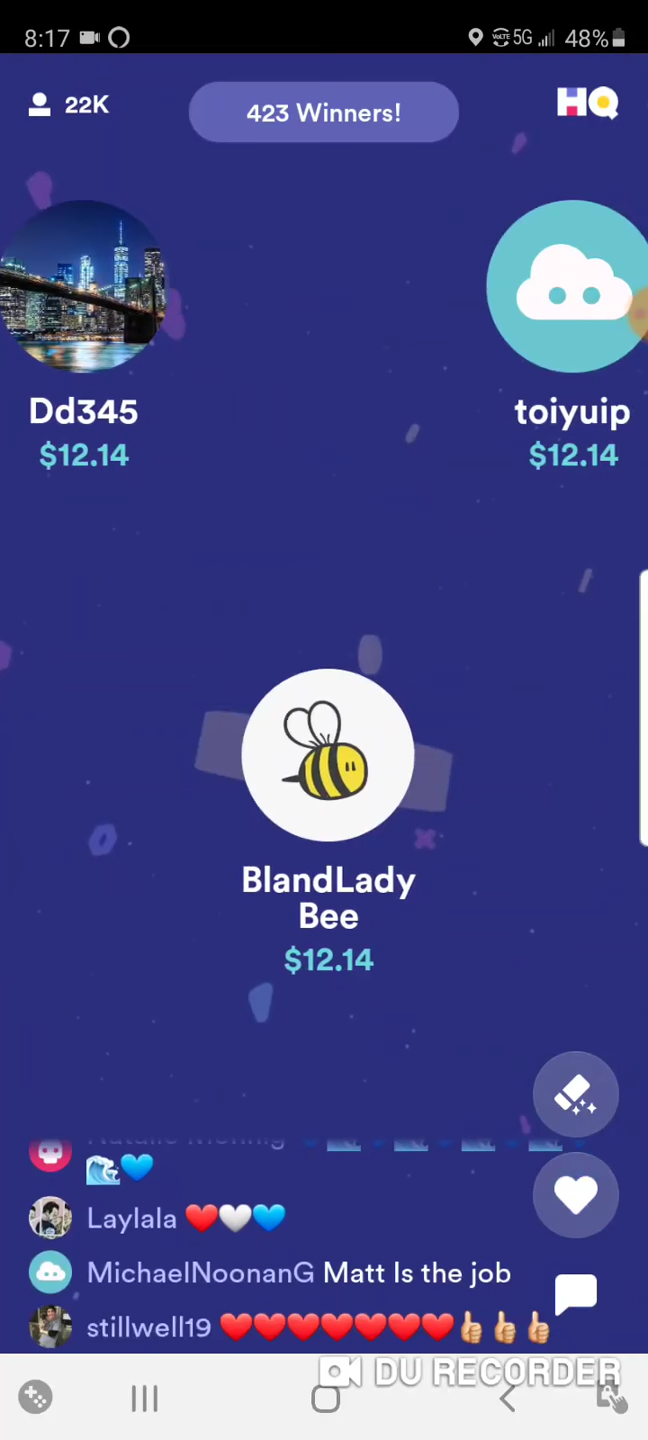 8:17 VoLTE 5G 48%
22K 423 Winners! HQ
Dd345 toiyuip
$12.14 $12.14
BlandLady
Bee
$12.14
Laylala ❤️🤍💙
MichaelNoonanG Matt Is the job
stillwell19 ❤️❤️❤️❤️❤️❤️❤️👍🏻👍🏻👍🏻
DU RECORDER